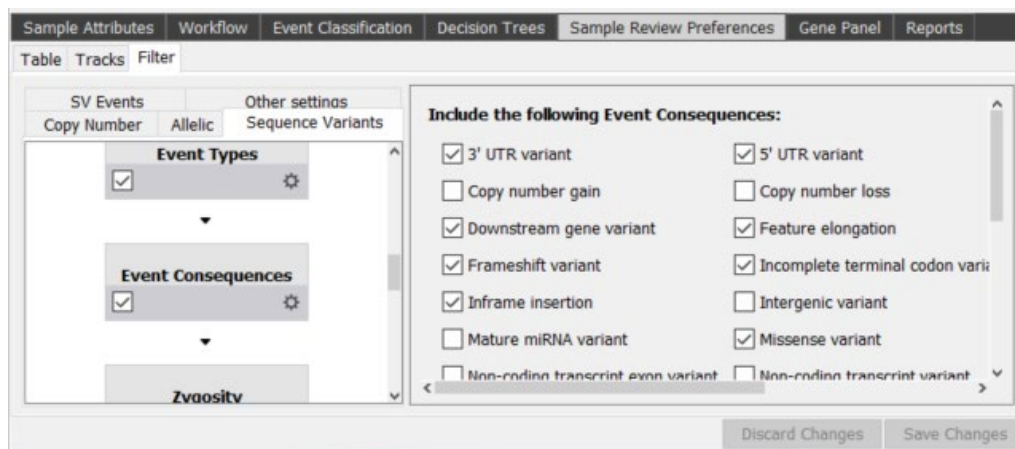 Sample Attributes Workflow Event Classification Decision Trees Sample Review Preferences Gene Panel Reports
Table Tracks Filter
SV Events Other settings
Copy Number Allelic Sequence Variants
Event Types
Event Consequences
Zygosity
Include the following Event Consequences:
3' UTR variant 5' UTR variant
Copy number gain Copy number loss
Downstream gene variant Feature elongation
Frameshift variant Incomplete terminal codon varia
Inframe insertion Intergenic variant
Mature miRNA variant Missense variant
Non-coding transcript exon variant Non-coding transcript variant
Discard Changes Save Changes